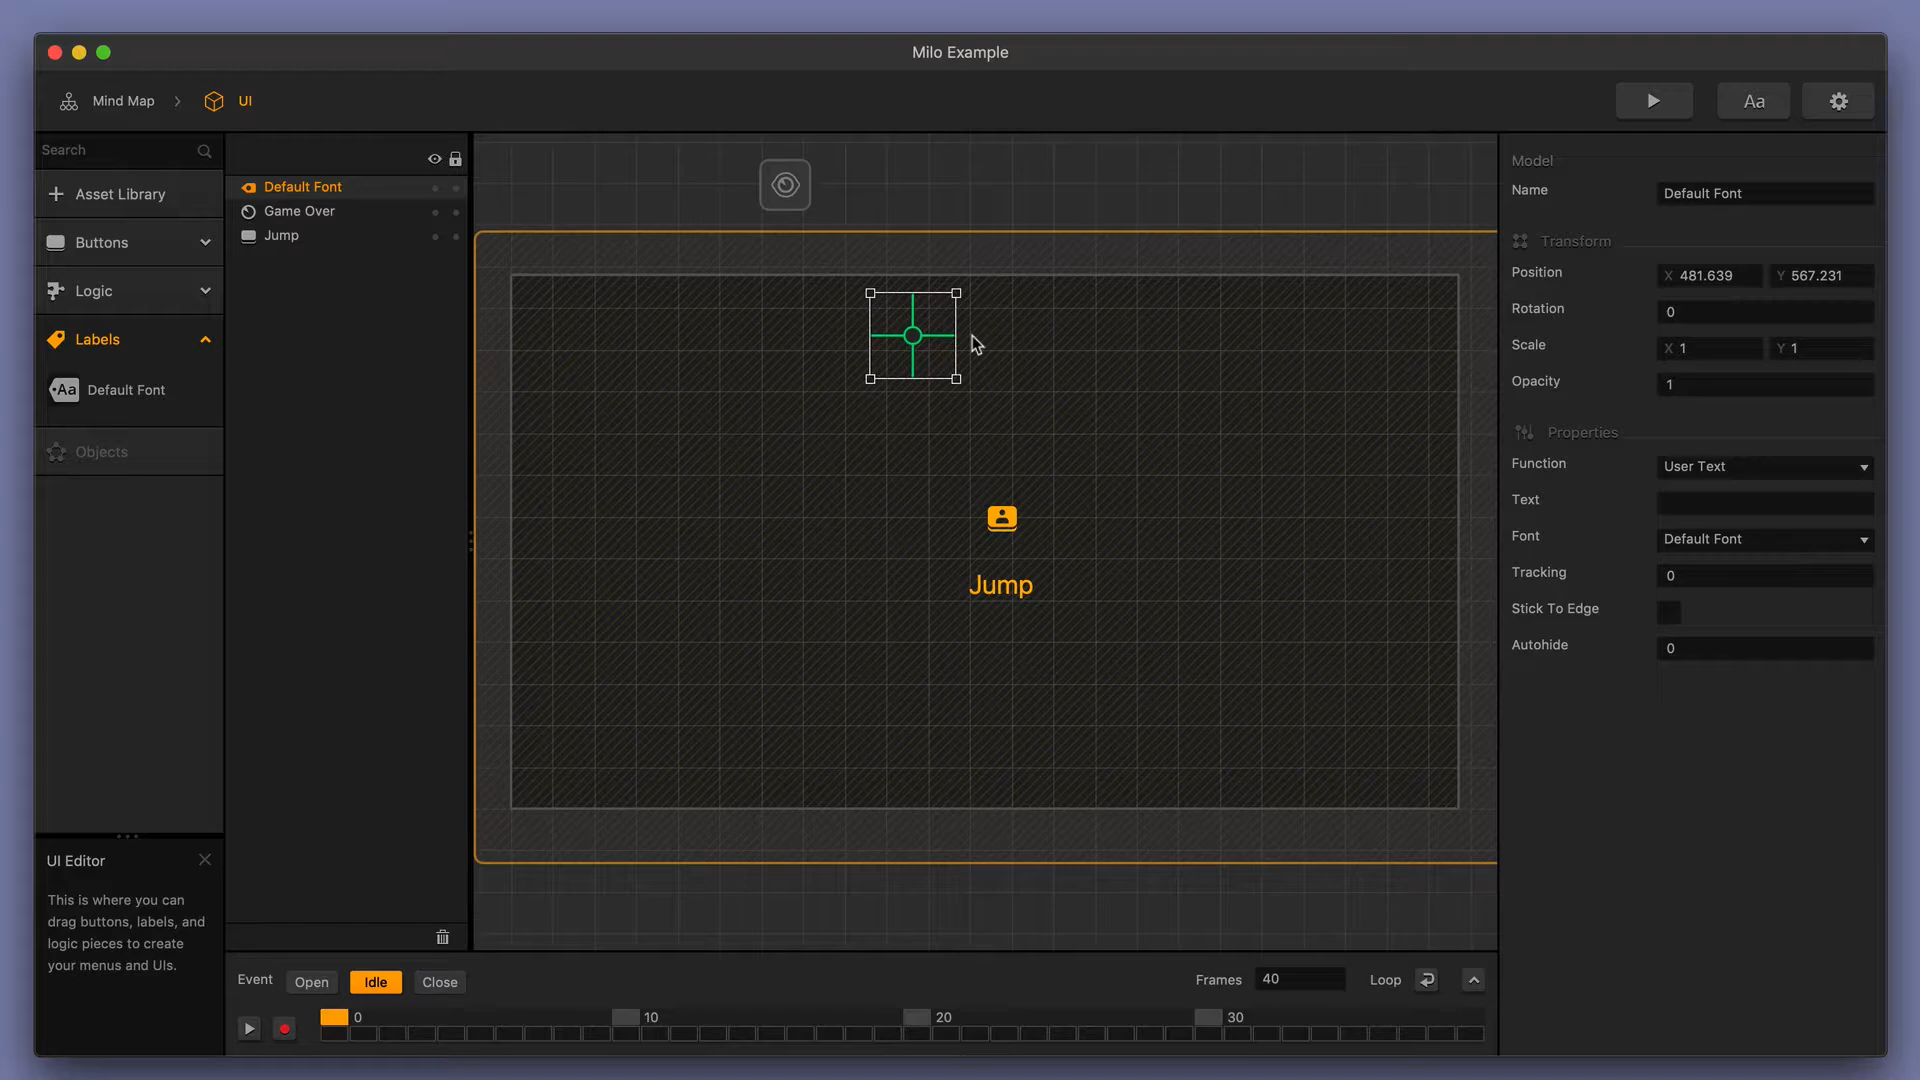 Milo Example
Mind Map
UI
Aa
Search
Asset Library
Buttons
Logic
Labels
Aa Default Font
Objects
UI Editor
This is where you can
drag buttons, labels, and
logic pieces to create
your menus and UIs.
Default Font
Game Over
Jump
Jump
Model
Name Default Font
Transform
Position X 481.639 Y 567.231
Rotation 0
Scale X 1 Y 1
Opacity 1
Properties
Function User Text
Text
Font Default Font
Tracking 0
Stick To Edge
Autohide 0
Event Open Idle Close
Frames 40 Loop
0 10 20 30